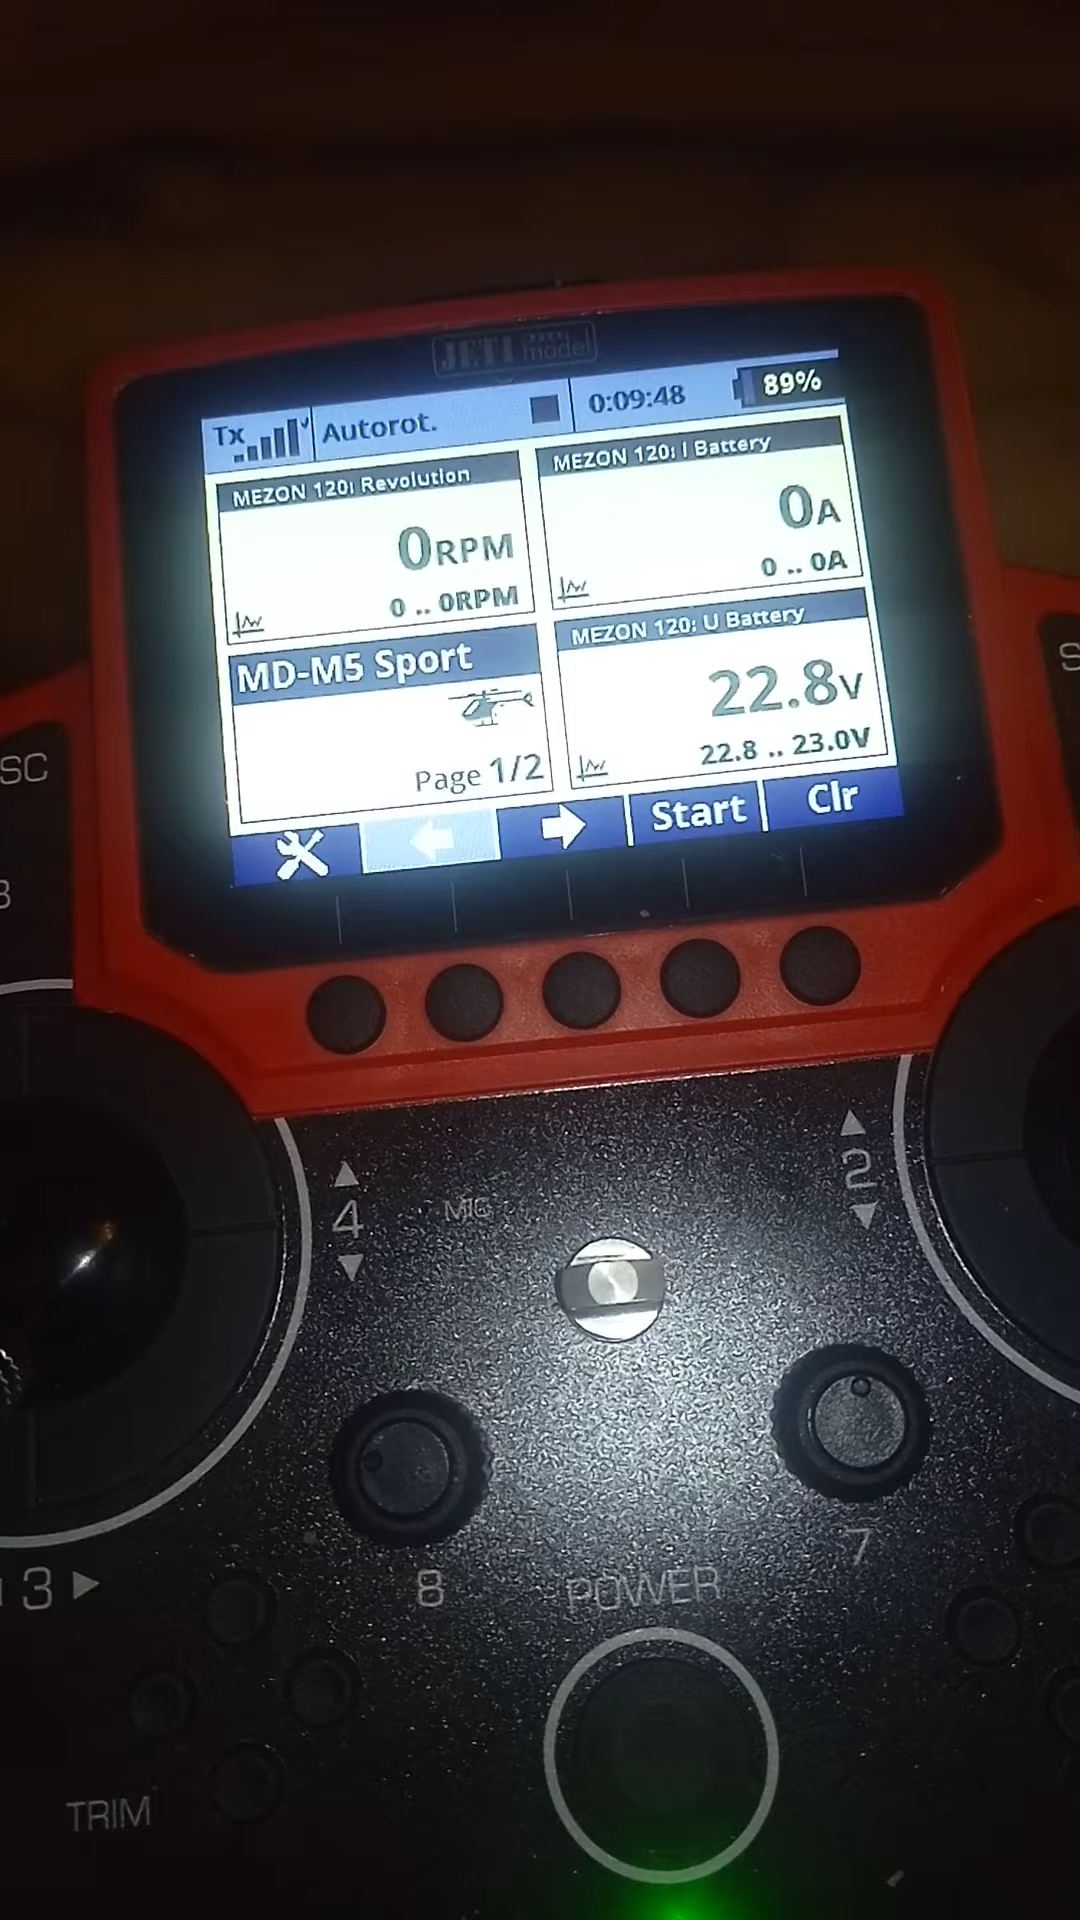 JETI model
Tx Autorot. 0:09:48 89%
MEZON 120: Revolution
0RPM
0 .. 0RPM
MEZON 120: I Battery
0A
0 .. 0A
MD-M5 Sport
Page 1/2
MEZON 120: U Battery
22.8V
22.8 .. 23.0V
Start Clr
SC
4
MIC
2
3
8
7
POWER
TRIM